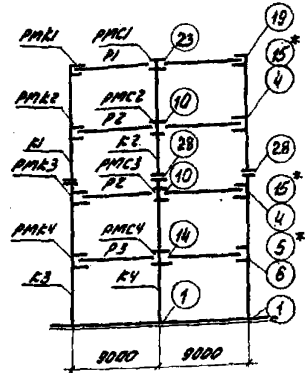 РМК1 РМС1 23 19
Р1 15*
РМК2 РМС2 10 4
Р2
К1 К2 28 28
РМК3 РМС3 10 15*
Р2 4
РМК4 РМС4 14 5*
Р3 6
К3 К4 1 1
9000 9000